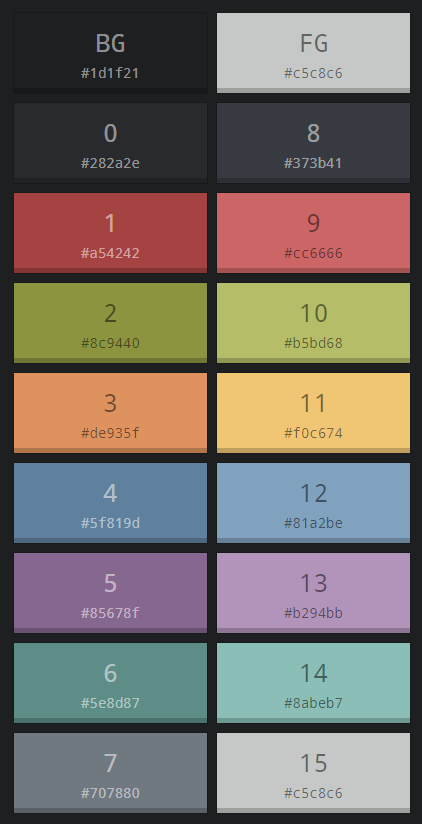 BG
#1d1f21
FG
#c5c8c6
0
#282a2e
8
#373b41
1
#a54242
9
#cc6666
2
#8c9440
10
#b5bd68
3
#de935f
11
#f0c674
4
#5f819d
12
#81a2be
5
#85678f
13
#b294bb
6
#5e8d87
14
#8abeb7
7
#707880
15
#c5c8c6